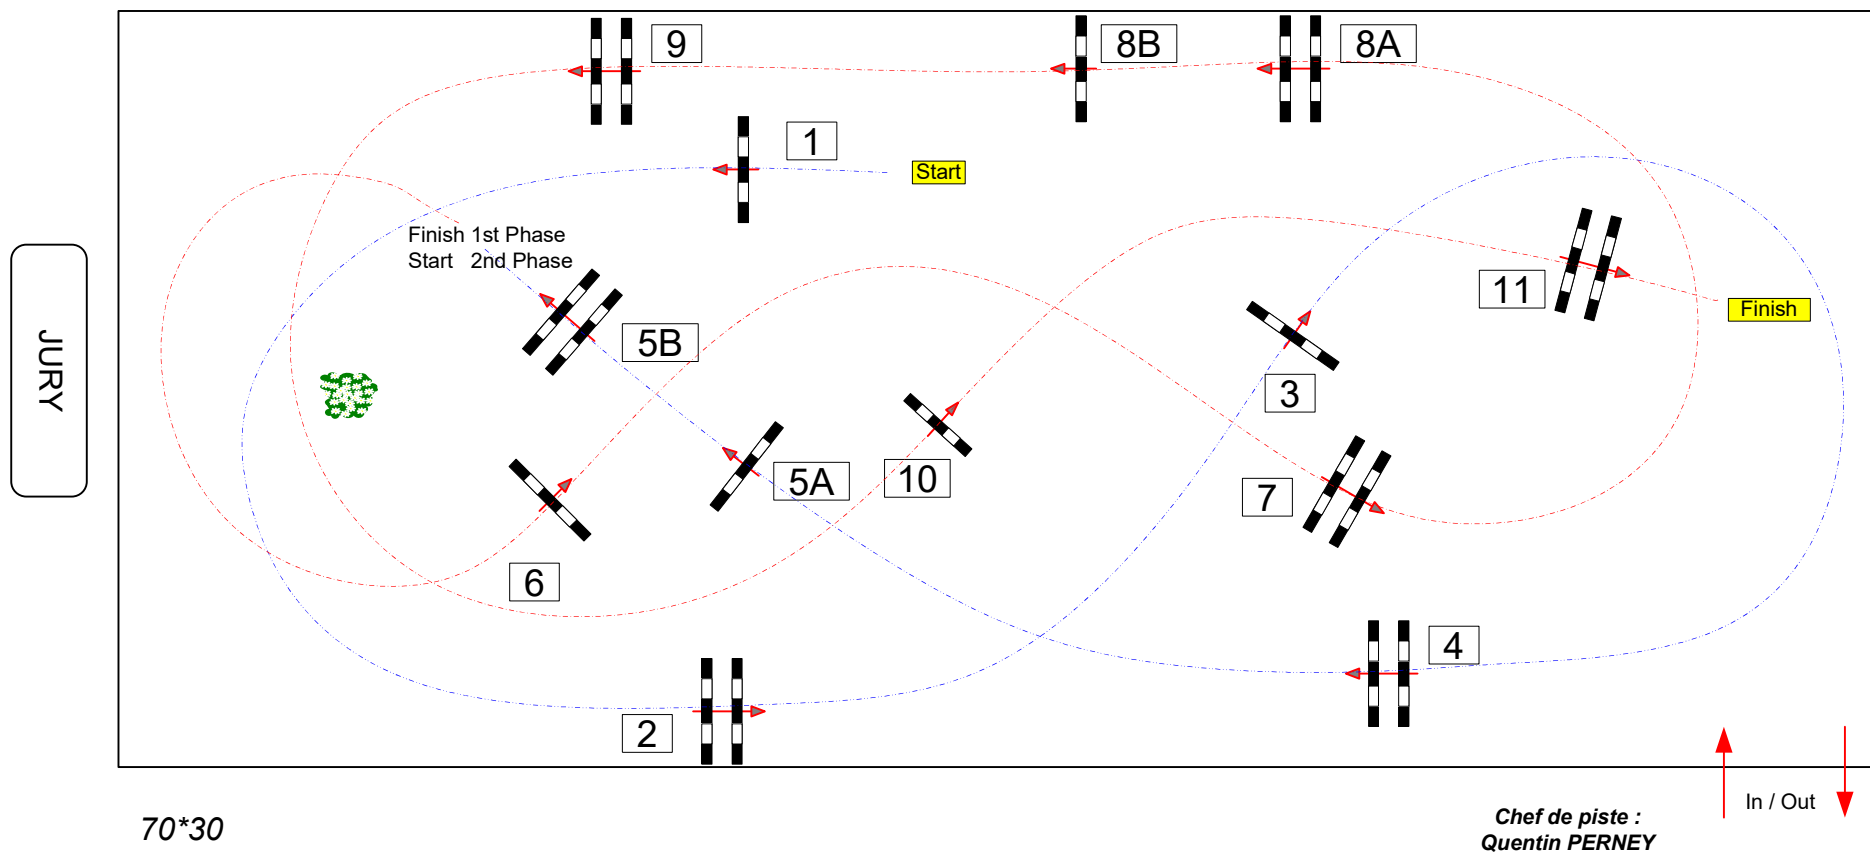 9
8B
8A
1
Start
Finish 1st Phase
Start 2nd Phase
11
Finish
5B
JURY
3
10
5A
7
6
4
2
In / Out
70*30
Chef de piste :
Quentin PERNEY